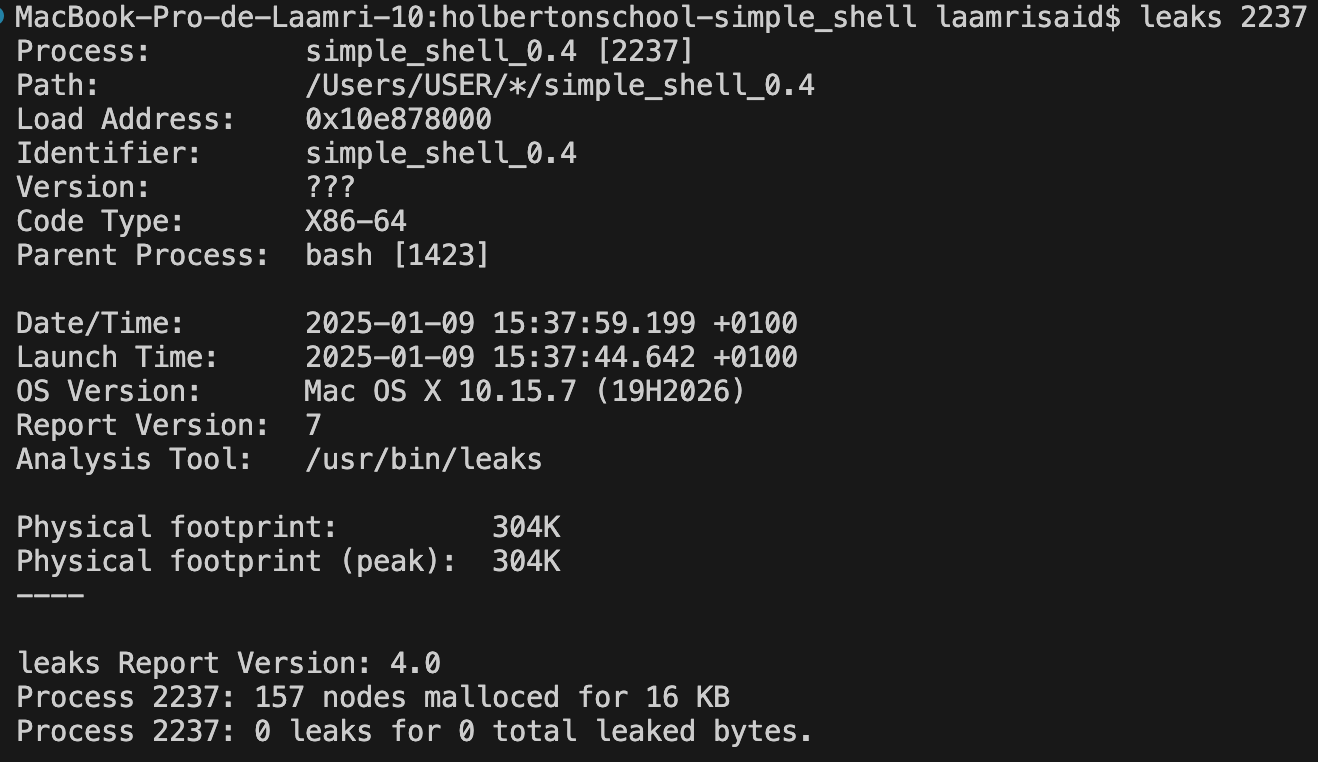 MacBook-Pro-de-Laamri-10:holbertonschool-simple_shell laamrisaid$ leaks 2237
Process:         simple_shell_0.4 [2237]
Path:            /Users/USER/*/simple_shell_0.4
Load Address:    0x10e878000
Identifier:      simple_shell_0.4
Version:         ???
Code Type:       X86-64
Parent Process:  bash [1423]

Date/Time:       2025-01-09 15:37:59.199 +0100
Launch Time:     2025-01-09 15:37:44.642 +0100
OS Version:      Mac OS X 10.15.7 (19H2026)
Report Version:  7
Analysis Tool:   /usr/bin/leaks

Physical footprint:         304K
Physical footprint (peak):  304K
----

leaks Report Version: 4.0
Process 2237: 157 nodes malloced for 16 KB
Process 2237: 0 leaks for 0 total leaked bytes.